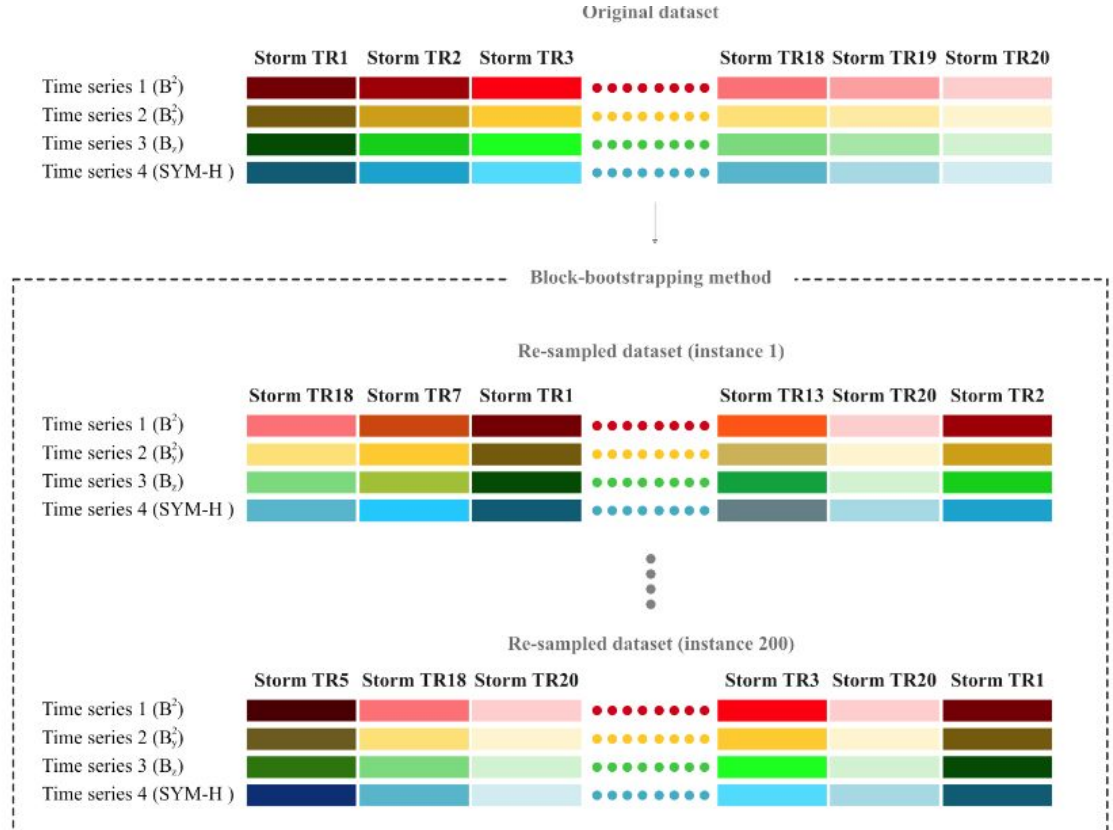 Original dataset
Storm TR1 Storm TR2 Storm TR3 Storm TR18 Storm TR19 Storm TR20
Time series 1 (B²)
Time series 2 (B²y)
Time series 3 (Bz)
Time series 4 (SYM-H )
Block-bootstrapping method
Re-sampled dataset (instance 1)
Storm TR18 Storm TR7 Storm TR1 Storm TR13 Storm TR20 Storm TR2
Time series 1 (B²)
Time series 2 (B²y)
Time series 3 (Bz)
Time series 4 (SYM-H )
Re-sampled dataset (instance 200)
Storm TR5 Storm TR18 Storm TR20 Storm TR3 Storm TR20 Storm TR1
Time series 1 (B²)
Time series 2 (B²y)
Time series 3 (Bz)
Time series 4 (SYM-H )